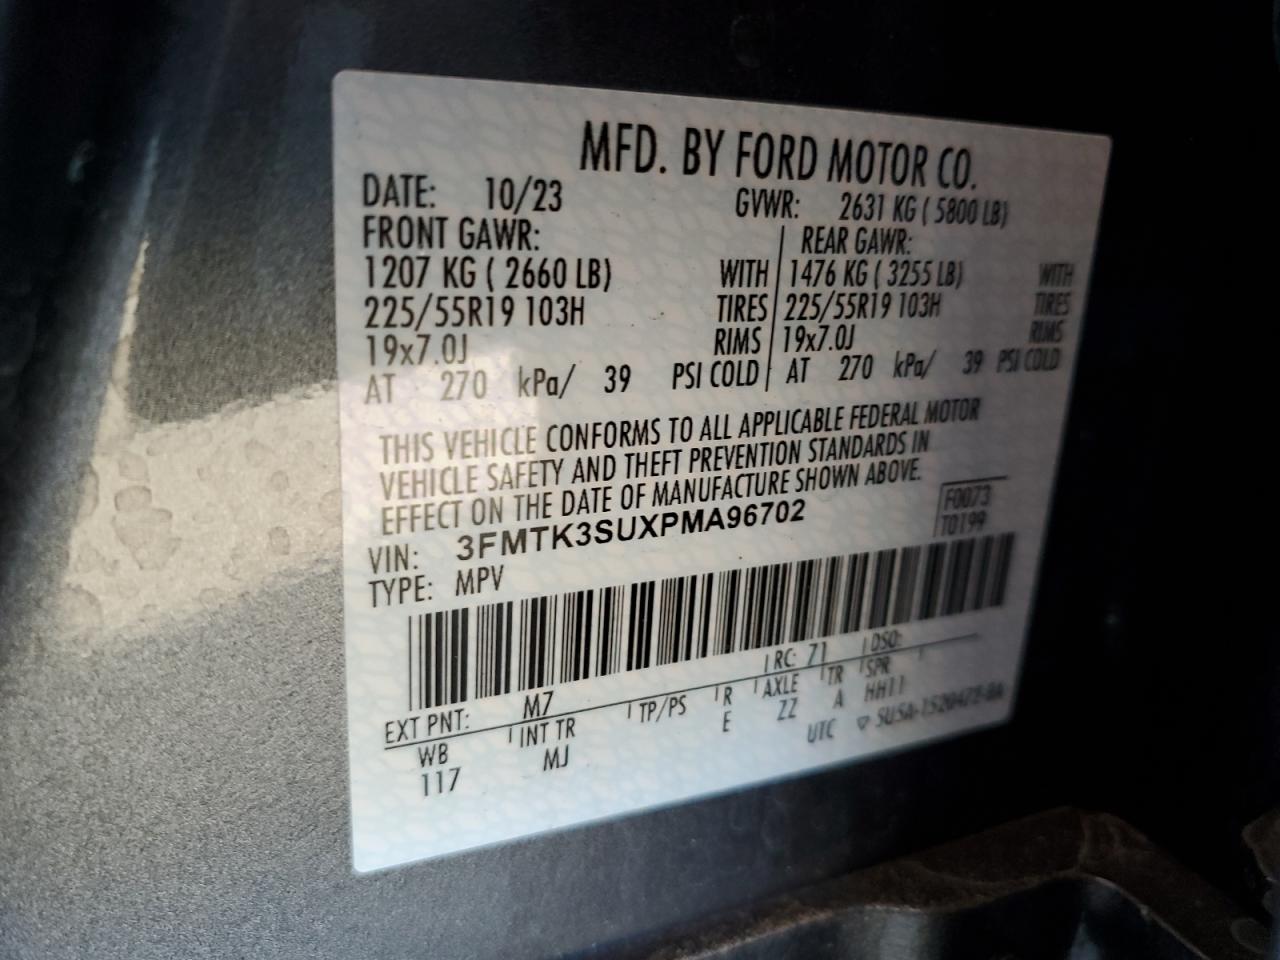 MFD. BY FORD MOTOR CO.
DATE: 10/23 GVWR: 2631 KG ( 5800 LB)
FRONT GAWR: REAR GAWR:
1207 KG ( 2660 LB) WITH 1476 KG ( 3255 LB) WITH
225/55R19 103H TIRES 225/55R19 103H TIRES
19x7.0J RIMS 19x7.0J RIMS
AT 270 kPa/ 39 PSI COLD AT 270 kPa/ 39 PSI COLD
THIS VEHICLE CONFORMS TO ALL APPLICABLE FEDERAL MOTOR
VEHICLE SAFETY AND THEFT PREVENTION STANDARDS IN
EFFECT ON THE DATE OF MANUFACTURE SHOWN ABOVE.
F0073
T0199
VIN: 3FMTK3SUXPMA96702
TYPE: MPV
EXT PNT: M7 RC: 71 DSO:
WB INT TR TP/PS R AXLE TR SPR
117 MJ E ZZ A HH11
UTC